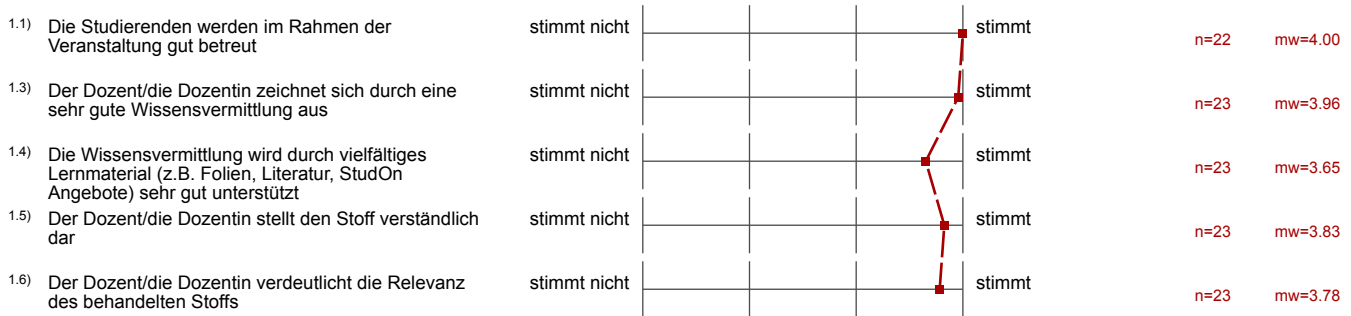 1.1) Die Studierenden werden im Rahmen der Veranstaltung gut betreut stimmt nicht stimmt n=22 mw=4.00
1.3) Der Dozent/die Dozentin zeichnet sich durch eine sehr gute Wissensvermittlung aus stimmt nicht stimmt n=23 mw=3.96
1.4) Die Wissensvermittlung wird durch vielfältiges Lernmaterial (z.B. Folien, Literatur, StudOn Angebote) sehr gut unterstützt stimmt nicht stimmt n=23 mw=3.65
1.5) Der Dozent/die Dozentin stellt den Stoff verständlich dar stimmt nicht stimmt n=23 mw=3.83
1.6) Der Dozent/die Dozentin verdeutlicht die Relevanz des behandelten Stoffs stimmt nicht stimmt n=23 mw=3.78